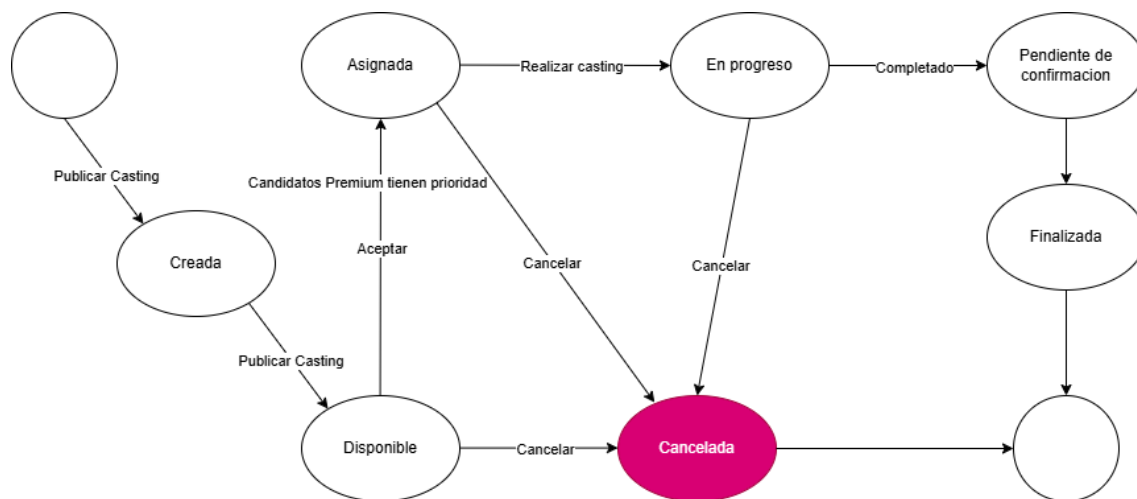 Asignada
Realizar casting
En progreso
Completado
Pendiente de
confirmacion
Publicar Casting
Candidatos Premium tienen prioridad
Creada
Aceptar
Cancelar
Cancelar
Finalizada
Publicar Casting
Disponible
Cancelar
Cancelada